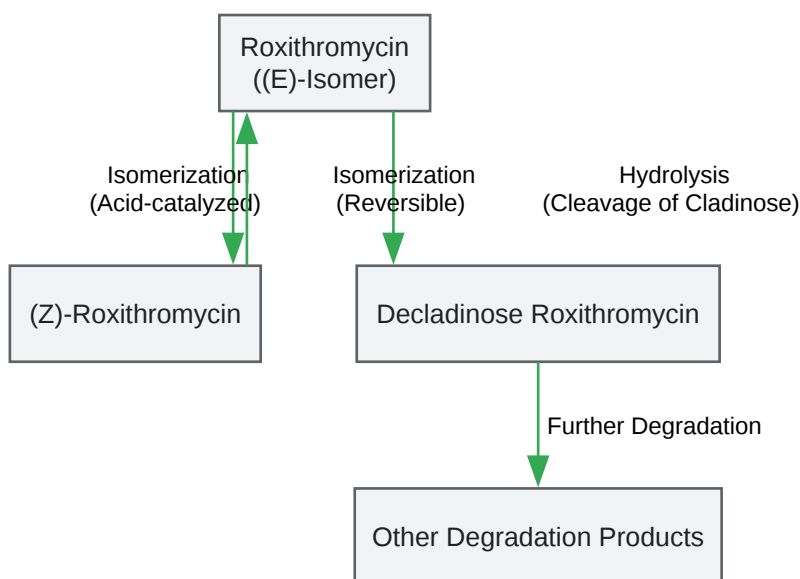 Roxithromycin
((E)-Isomer)
Isomerization
(Acid-catalyzed)
Isomerization
(Reversible)
Hydrolysis
(Cleavage of Cladinose)
(Z)-Roxithromycin
Decladinose Roxithromycin
Further Degradation
Other Degradation Products